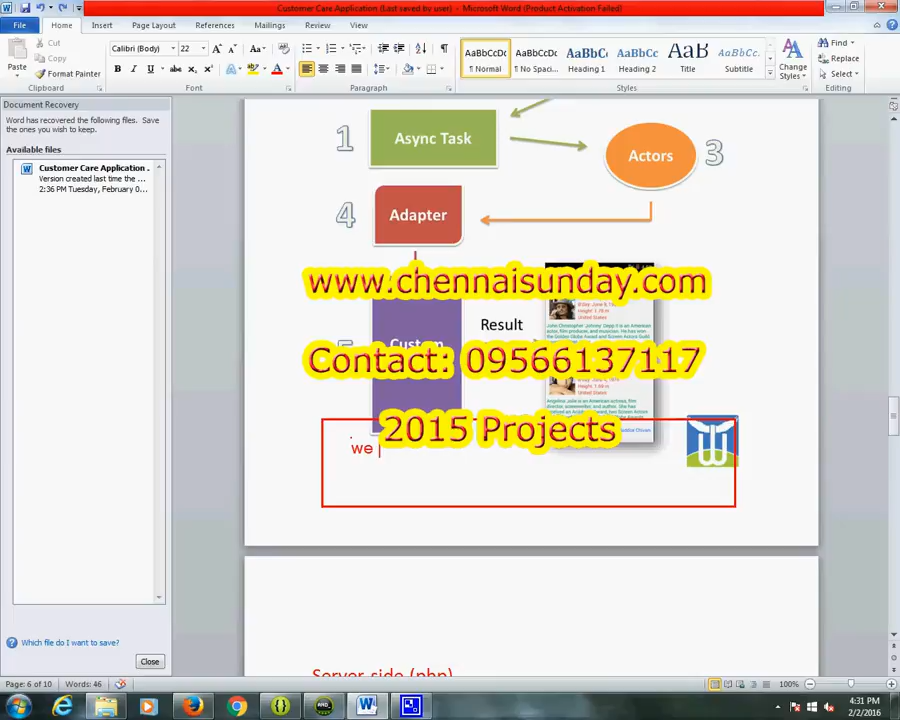 Customer Care Application (Last saved by user) - Microsoft Word (Product Activation Failed)
File Home Insert Page Layout References Mailings Review View
Paste
Cut
Copy
Format Painter
Clipboard
Calibri (Body) 22
Font
Paragraph
AaBbCcDc AaBbCcDc AaBbC AaBbCc AaB AaBbCc.
¶ Normal ¶ No Spaci... Heading 1 Heading 2 Title Subtitle
Change Styles
Styles
Find
Replace
Select
Editing
Document Recovery
Word has recovered the following files. Save
the ones you wish to keep.
Available files
Customer Care Application .
Version created last time the ...
2:36 PM Tuesday, February 0...
Which file do I want to save?
Close
1 Async Task
Actors 3
4 Adapter
www.chennaisunday.com
Result
Custom
Contact: 09566137117
2015 Projects
we
Server side (php)
Page: 6 of 10 Words: 46
100%
4:31 PM
2/2/2016